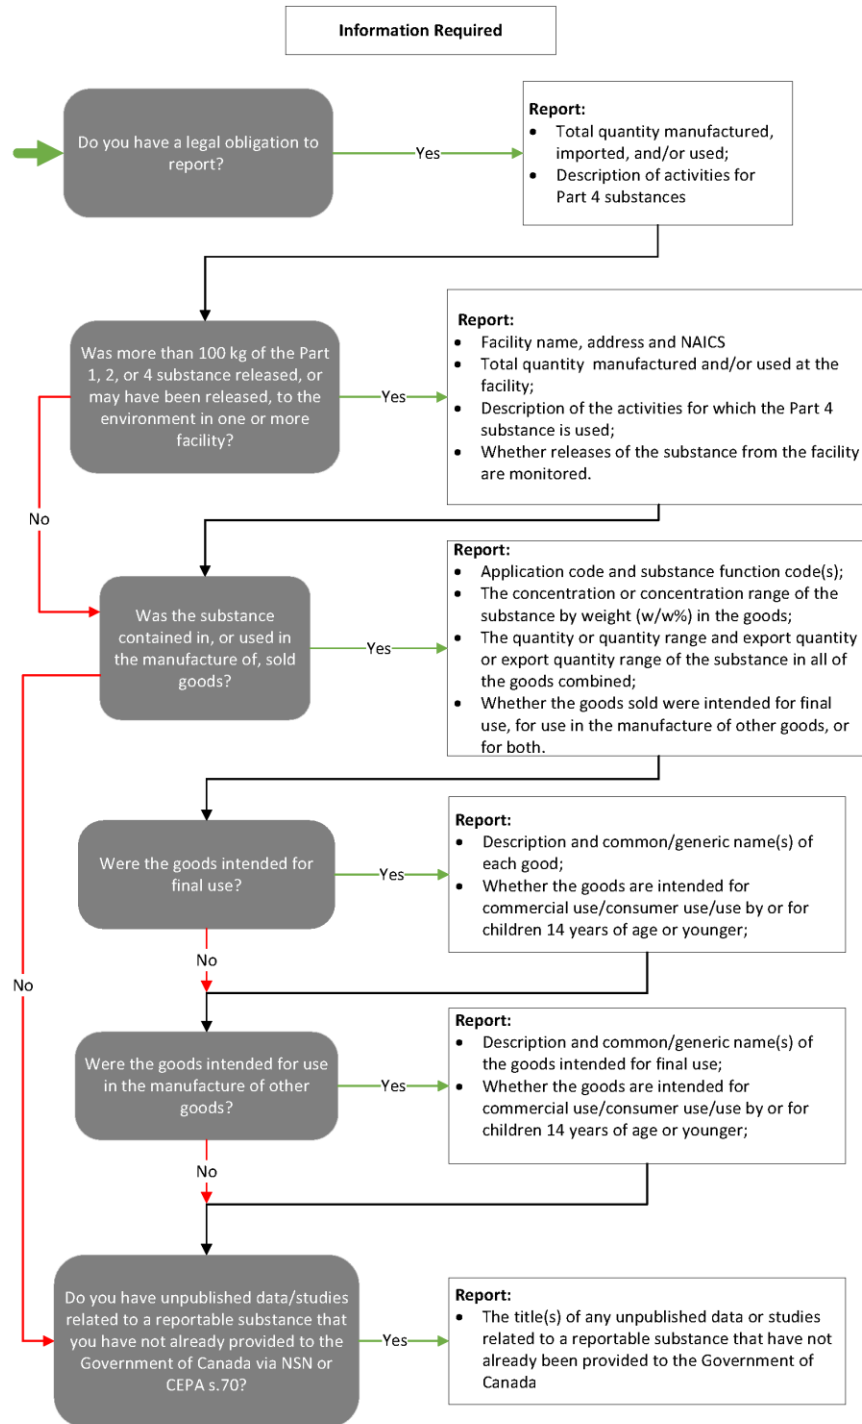 Information Required
Do you have a legal obligation to
report?
Yes
Report:
• Total quantity manufactured,
imported, and/or used;
• Description of activities for
Part 4 substances
Was more than 100 kg of the Part
1, 2, or 4 substance released, or
may have been released, to the
environment in one or more
facility?
Yes
Report:
• Facility name, address and NAICS
• Total quantity manufactured and/or used at the
facility;
• Description of the activities for which the Part 4
substance is used;
• Whether releases of the substance from the facility
are monitored.
No
Was the substance
contained in, or used in
the manufacture of, sold
goods?
Yes
Report:
• Application code and substance function code(s);
• The concentration or concentration range of the
substance by weight (w/w%) in the goods;
• The quantity or quantity range and export quantity
or export quantity range of the substance in all of
the goods combined;
• Whether the goods sold were intended for final
use, for use in the manufacture of other goods, or
for both.
Were the goods intended for
final use?
Yes
Report:
• Description and common/generic name(s) of
each good;
• Whether the goods are intended for
commercial use/consumer use/use by or for
children 14 years of age or younger;
No
No
Were the goods intended for use
in the manufacture of other
goods?
Yes
Report:
• Description and common/generic name(s) of
the goods intended for final use;
• Whether the goods are intended for
commercial use/consumer use/use by or for
children 14 years of age or younger;
No
Do you have unpublished data/studies
related to a reportable substance that
you have not already provided to the
Government of Canada via NSN or
CEPA s.70?
Yes
Report:
• The title(s) of any unpublished data or studies
related to a reportable substance that have not
already been provided to the Government of
Canada